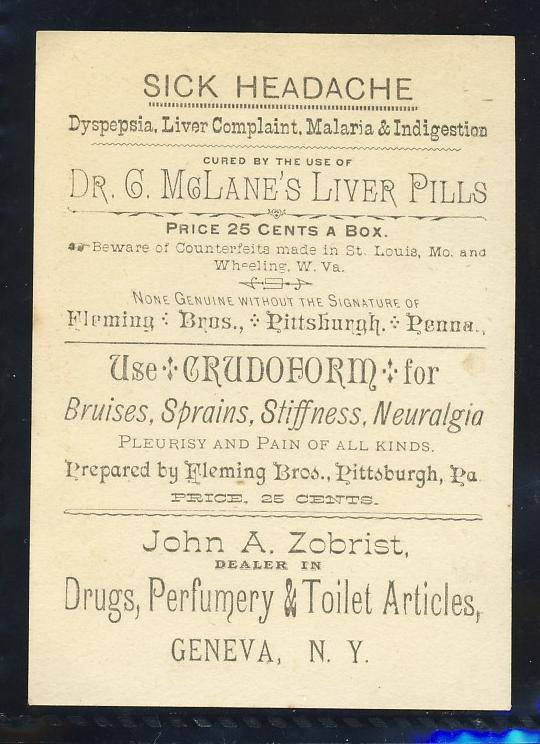 SICK HEADACHE
Dyspepsia, Liver Complaint, Malaria & Indigestion
CURED BY THE USE OF
DR. C. MCLANE'S LIVER PILLS
PRICE 25 CENTS A BOX.
☞Beware of Counterfeits made in St. Louis, Mo. and
Wheeling, W. Va.
NONE GENUINE WITHOUT THE SIGNATURE OF
Fleming Bros., Pittsburgh. Penna.,
Use CRUDOFORM for
Bruises, Sprains, Stiffness, Neuralgia
PLEURISY AND PAIN OF ALL KINDS.
Prepared by Fleming Bros., Pittsburgh, Pa
PRICE, 25 CENTS.
John A. Zobrist,
DEALER IN
Drugs, Perfumery & Toilet Articles,
GENEVA, N. Y.